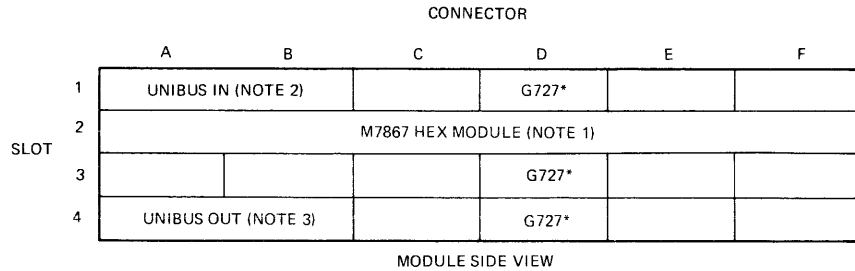 CONNECTOR
A B C D E F
1 UNIBUS IN (NOTE 2) G727*
2 M7867 HEX MODULE (NOTE 1)
SLOT
3 G727*
4 UNIBUS OUT (NOTE 3) G727*
MODULE SIDE VIEW